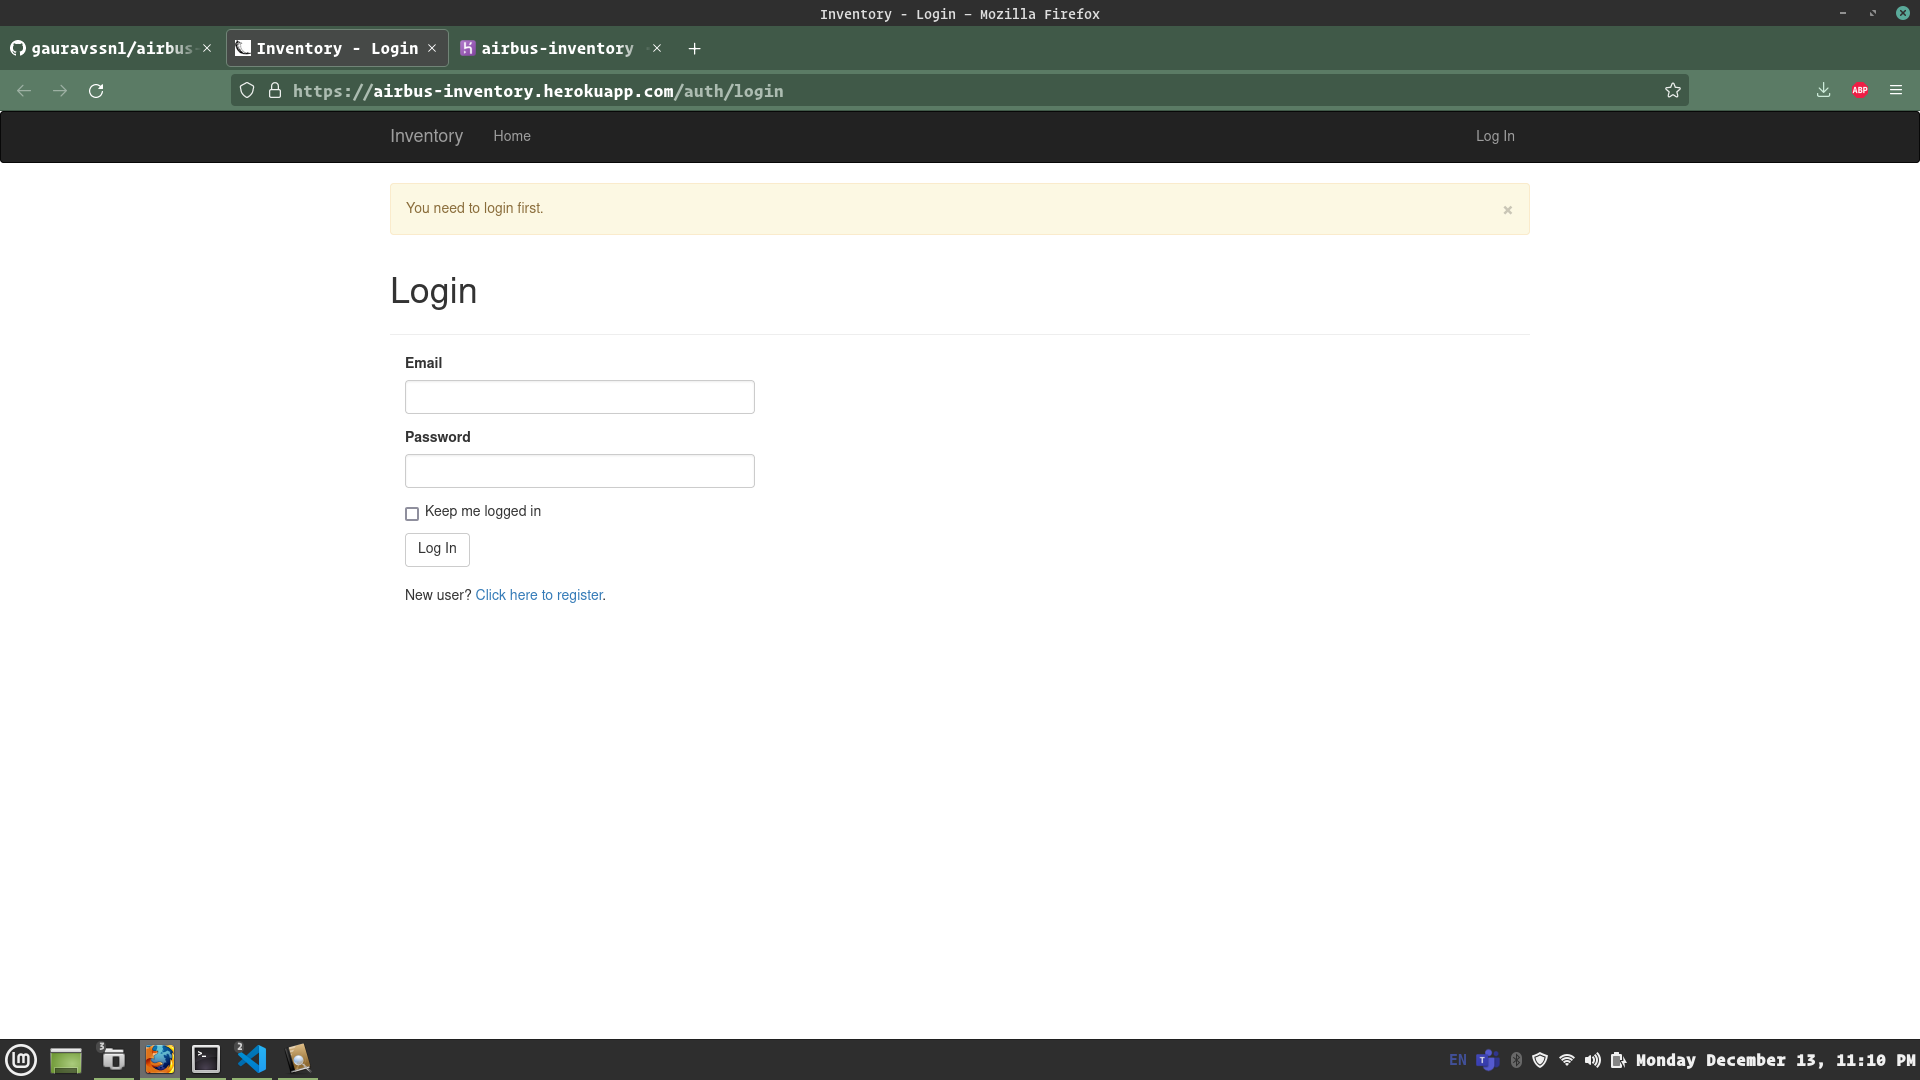 Inventory - Login — Mozilla Firefox
gauravssnl/airbus-
Inventory - Login
airbus-inventory
https://airbus-inventory.herokuapp.com/auth/login
ABP
Inventory
Home
Log In
You need to login first.
×
Login
Email
Password
Keep me logged in
Log In
New user? Click here to register.
3
2
EN
Monday December 13, 11:10 PM